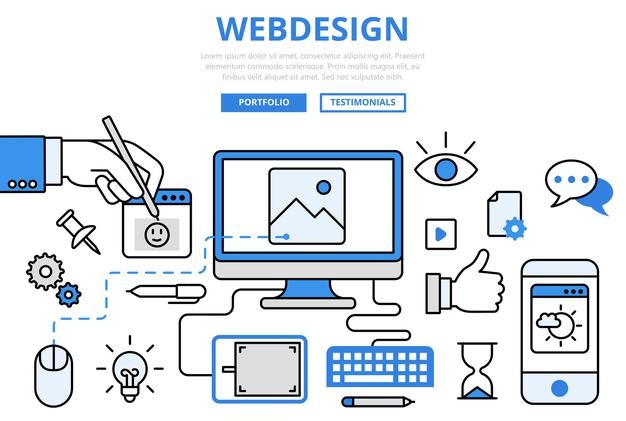 WEBDESIGN
Lorem ipsum dolor sit amet, consectetur adipiscing elit. Praesent
elementum commodo scelerisque. Proin mollis magna elit, eu
finibus velit aliquet sit amet. Sed nec vulputate nibh.
PORTFOLIO
TESTIMONIALS